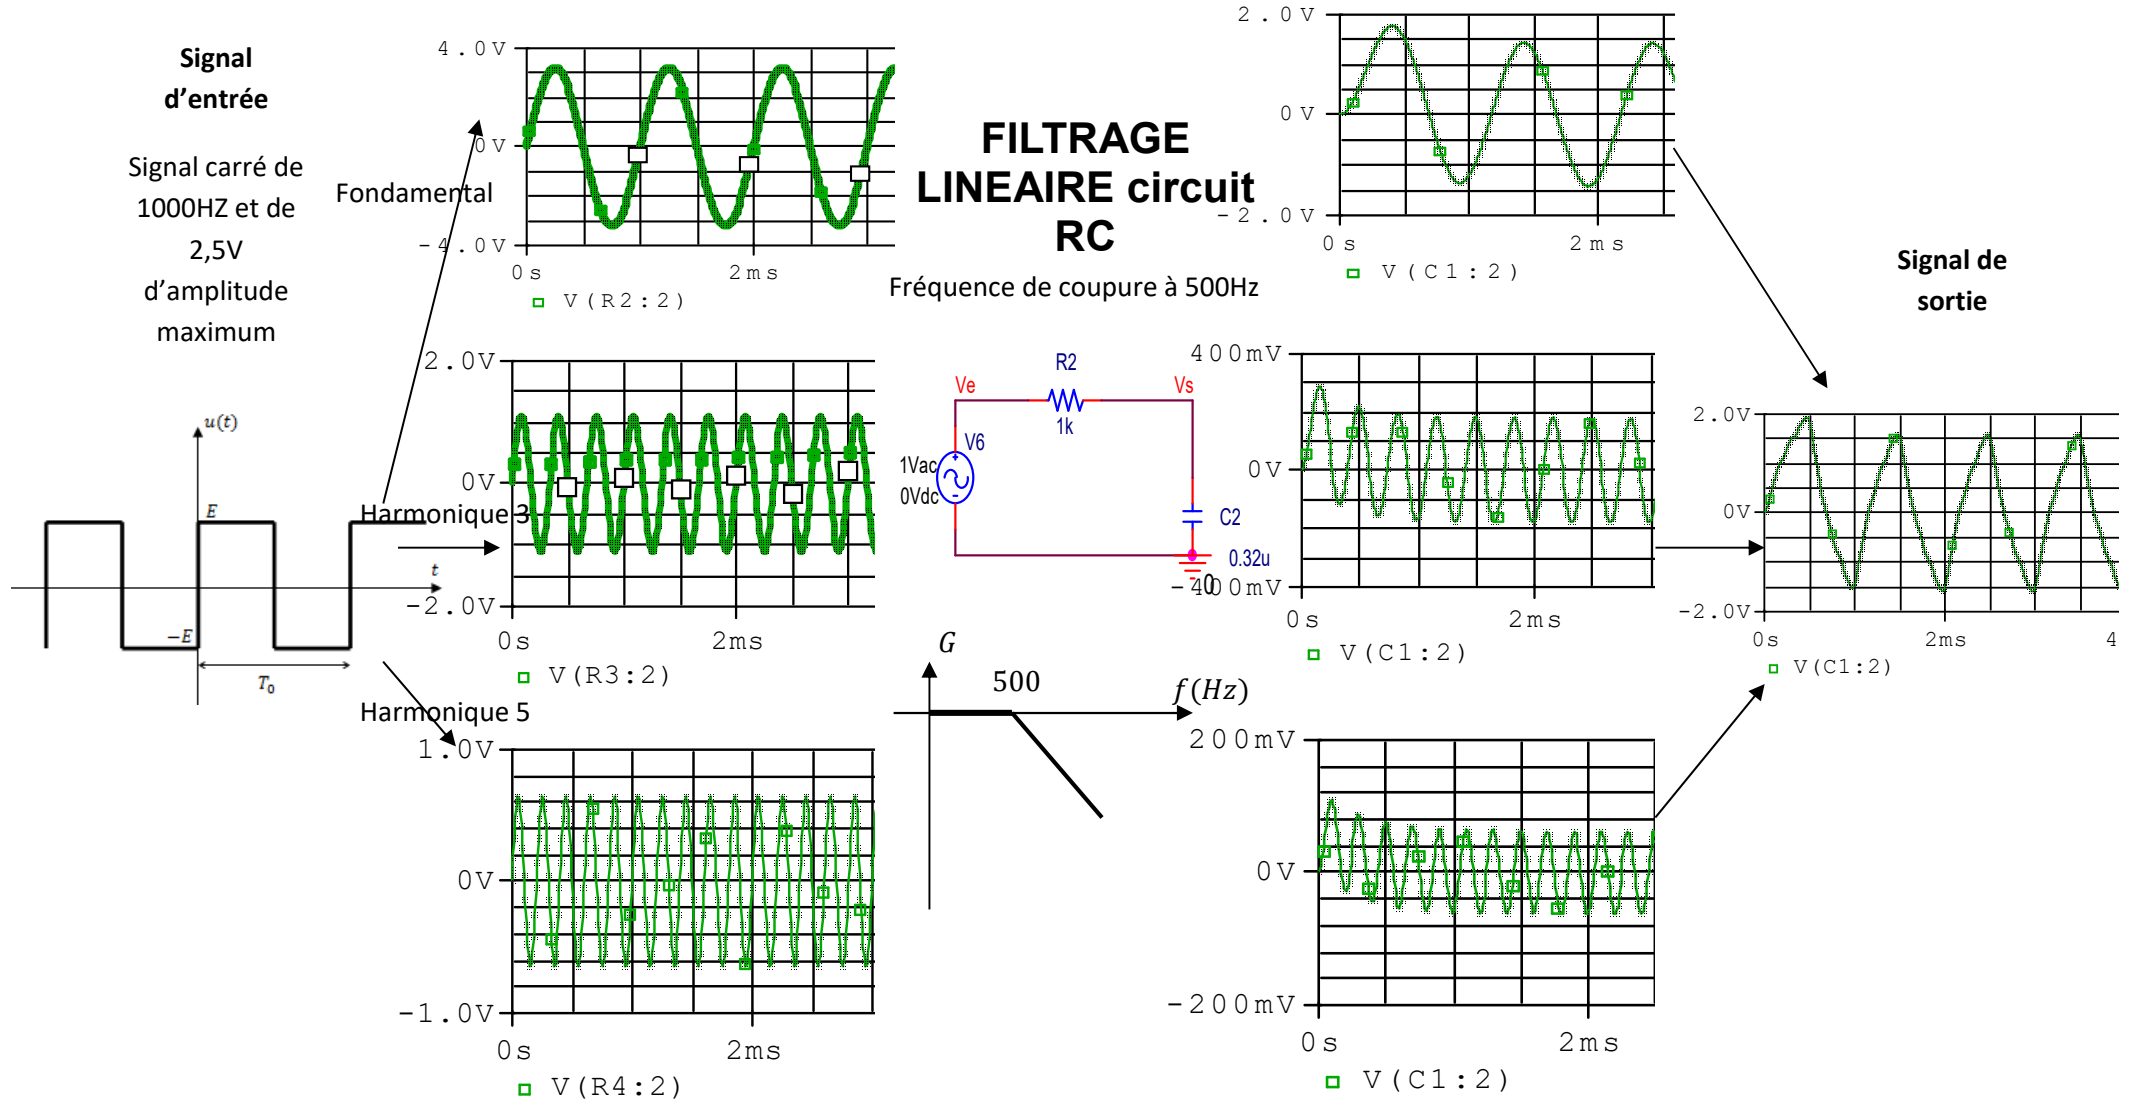 Signal
d’entrée
Signal carré de
1000HZ et de
2,5V
d’amplitude
maximum
u(t)
E
t
−E
T₀
Fondamental
4.0V
0V
-4.0V
0s
2ms
V(R2:2)
Harmonique 3
2.0V
0V
-2.0V
0s
2ms
V(R3:2)
Harmonique 5
1.0V
0V
-1.0V
0s
2ms
V(R4:2)
FILTRAGE
LINEAIRE circuit
RC
Fréquence de coupure à 500Hz
R2
Ve
Vs
1k
V6
1Vac
0Vdc
C2
0.32u
0
G
500
f(Hz)
2.0V
0V
-2.0V
0s
2ms
V(C1:2)
400mV
0V
-400mV
0s
2ms
V(C1:2)
200mV
0V
-200mV
0s
2ms
V(C1:2)
Signal de
sortie
2.0V
0V
-2.0V
0s
2ms
4
V(C1:2)